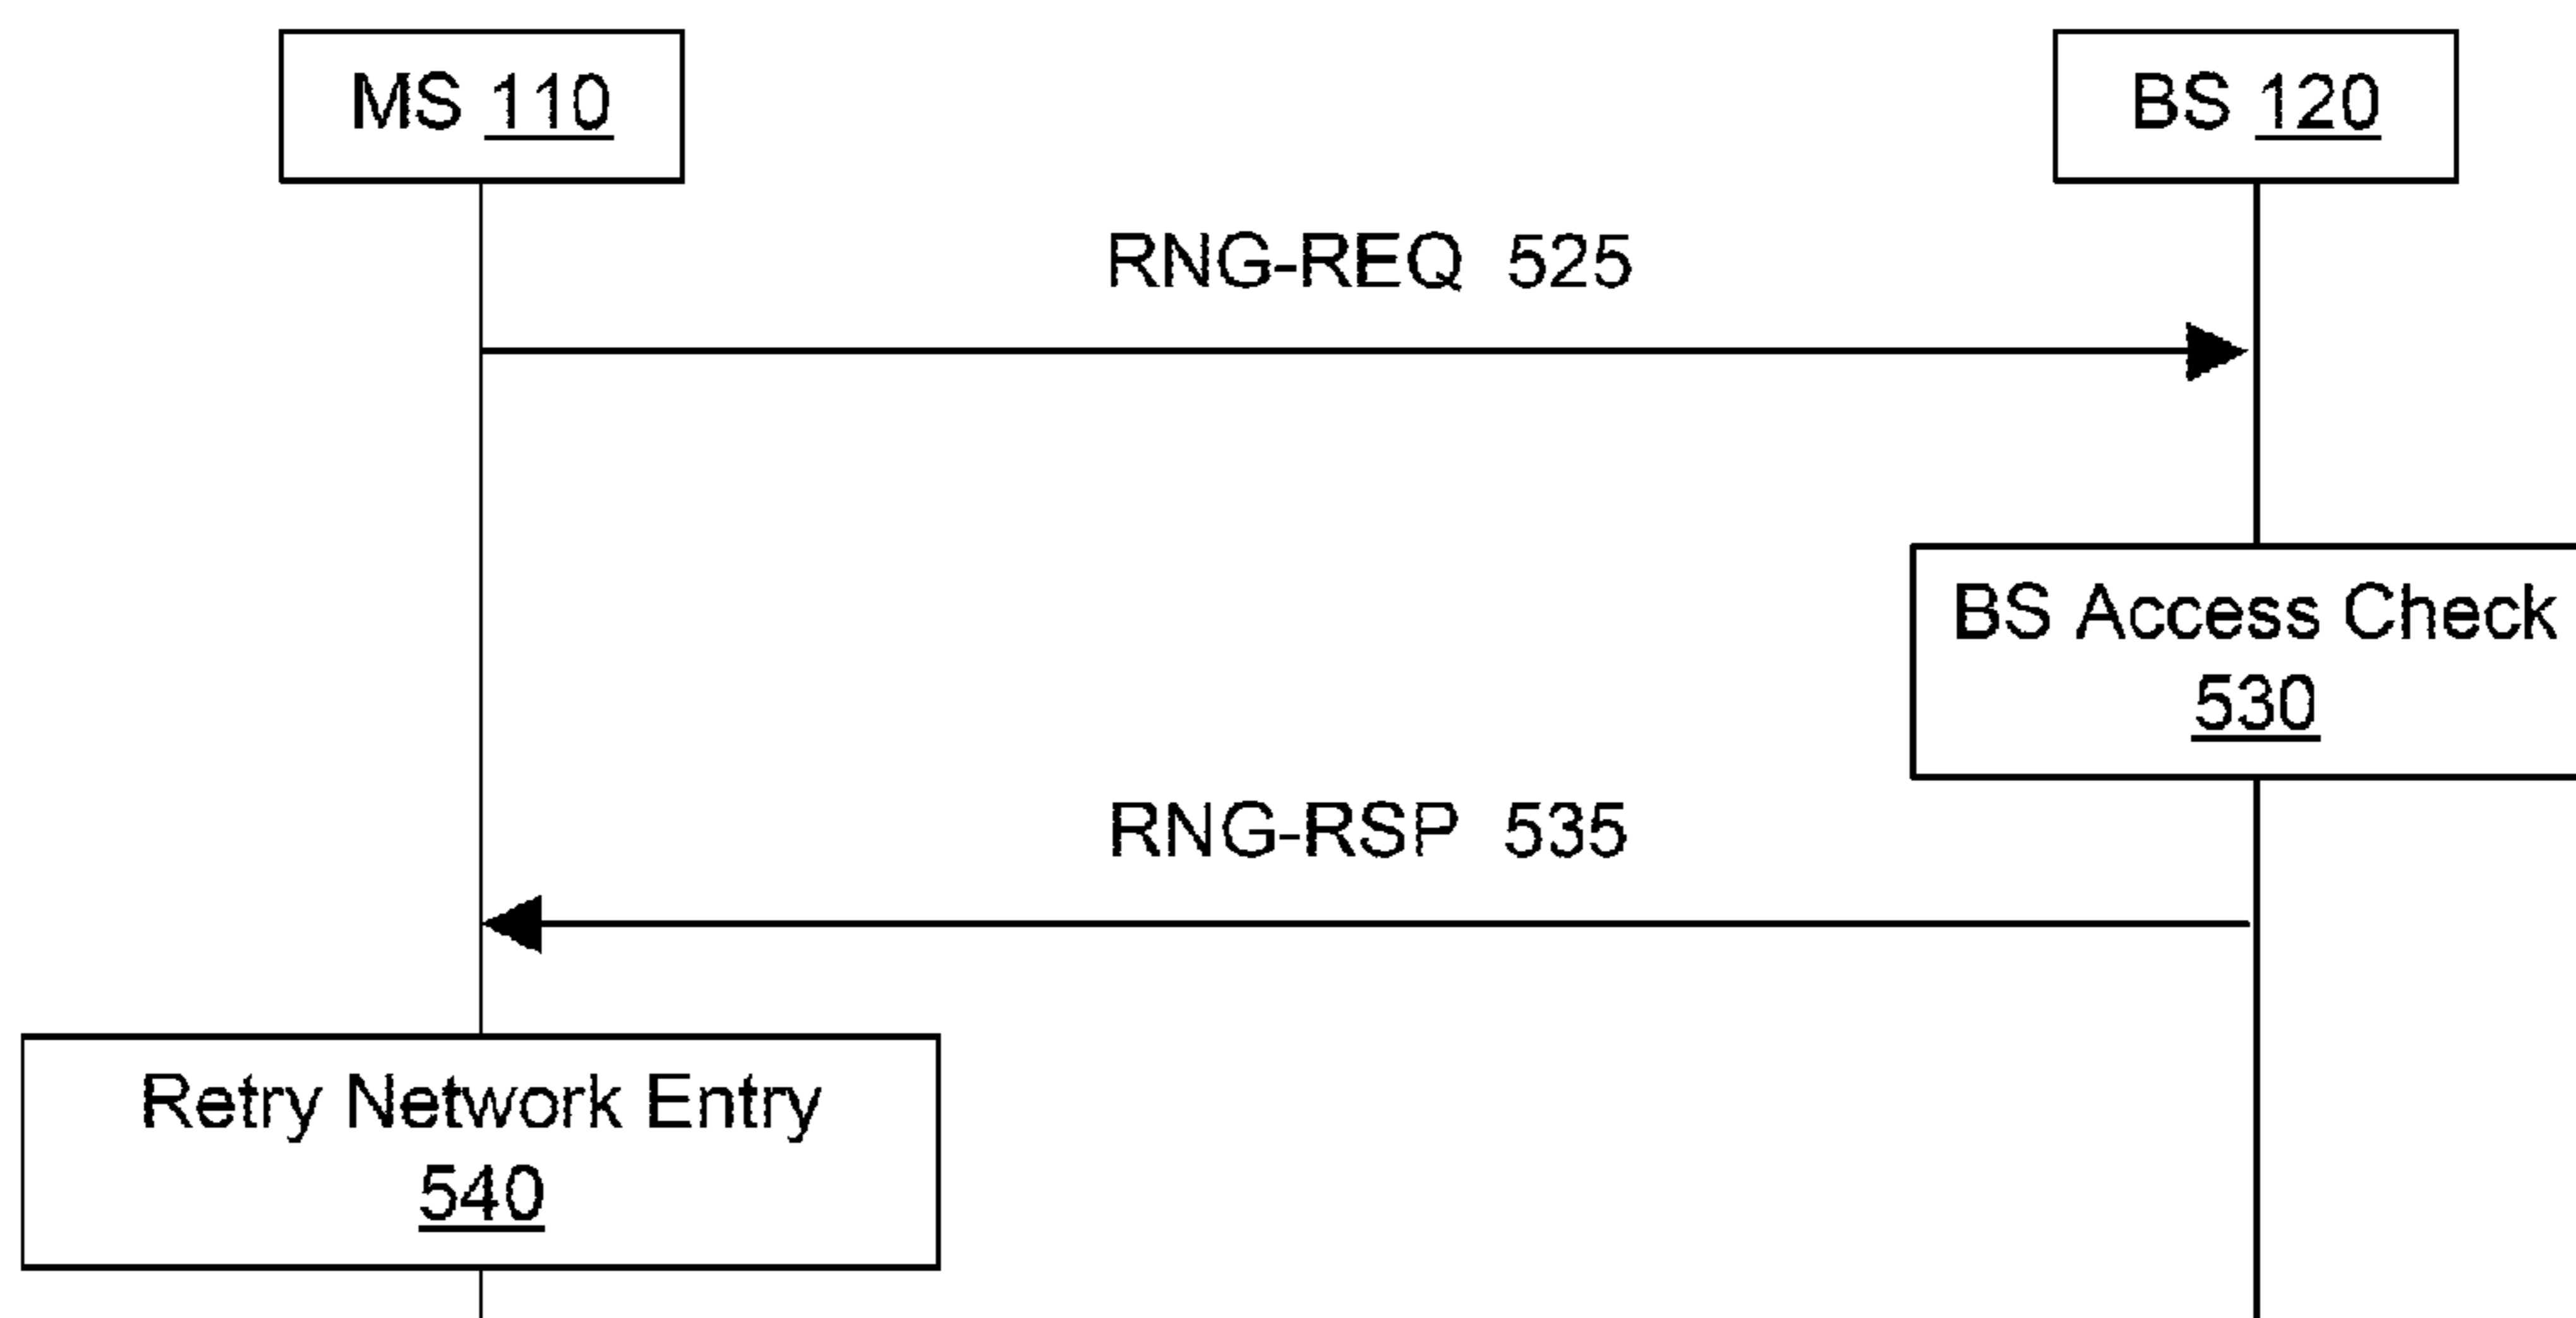 MS 110
BS 120
RNG-REQ 525
BS Access Check
530
RNG-RSP 535
Retry Network Entry
540